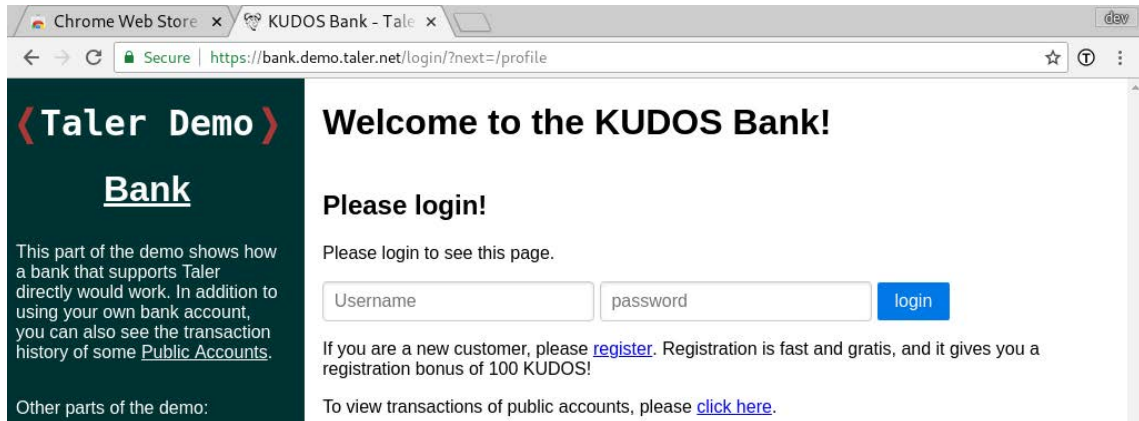 Chrome Web Store
KUDOS Bank - Tale
dev
Secure
https://bank.demo.taler.net/login/?next=/profile
❬Taler Demo❭
Bank
This part of the demo shows how
a bank that supports Taler
directly would work. In addition to
using your own bank account,
you can also see the transaction
history of some Public Accounts.
Other parts of the demo:
Welcome to the KUDOS Bank!
Please login!
Please login to see this page.
Username
password
login
If you are a new customer, please register. Registration is fast and gratis, and it gives you a
registration bonus of 100 KUDOS!
To view transactions of public accounts, please click here.